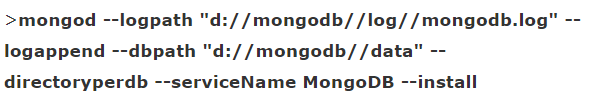 >mongod --logpath "d://mongodb//log//mongodb.log" --
logappend --dbpath "d://mongodb//data" --
directoryperdb --serviceName MongoDB --install